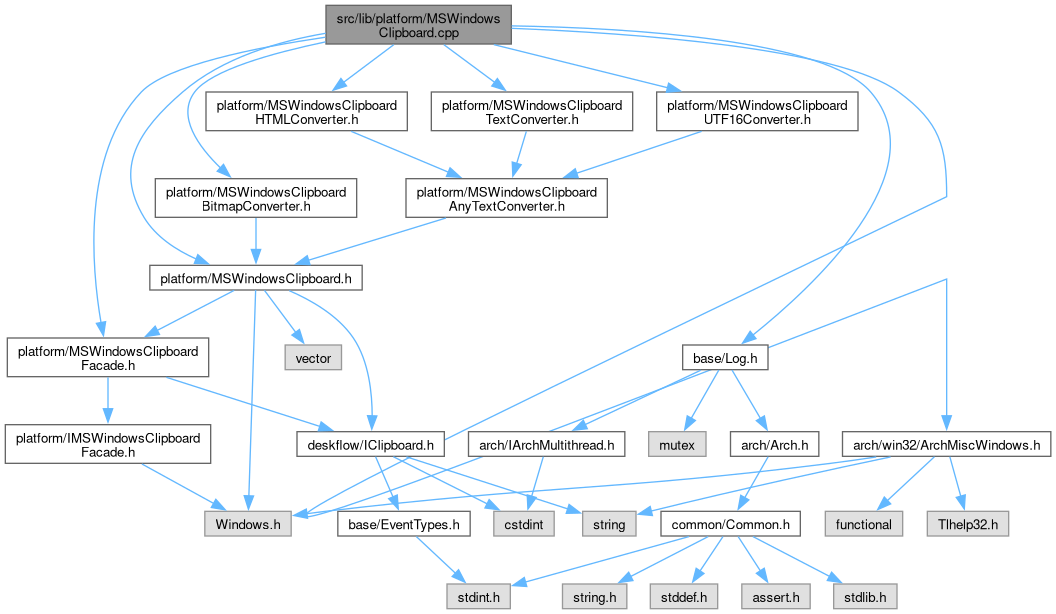 src/lib/platform/MSWindows
Clipboard.cpp
platform/MSWindowsClipboard
HTMLConverter.h
platform/MSWindowsClipboard
TextConverter.h
platform/MSWindowsClipboard
UTF16Converter.h
platform/MSWindowsClipboard
BitmapConverter.h
platform/MSWindowsClipboard
AnyTextConverter.h
platform/MSWindowsClipboard.h
platform/MSWindowsClipboard
Facade.h
vector
base/Log.h
platform/IMSWindowsClipboard
Facade.h
deskflow/IClipboard.h
arch/IArchMultithread.h
mutex
arch/Arch.h
arch/win32/ArchMiscWindows.h
Windows.h
base/EventTypes.h
cstdint
string
common/Common.h
functional
Tlhelp32.h
stdint.h
string.h
stddef.h
assert.h
stdlib.h